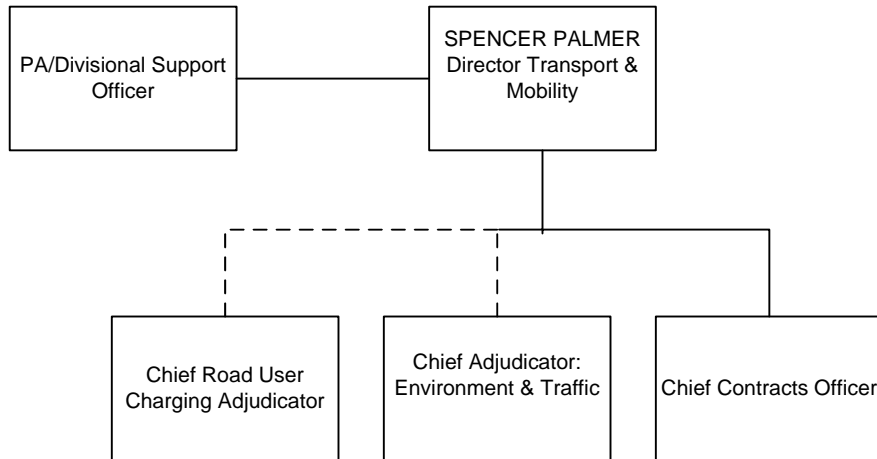 PA/Divisional Support
Officer
SPENCER PALMER
Director Transport &
Mobility
Chief Road User
Charging Adjudicator
Chief Adjudicator:
Environment & Traffic
Chief Contracts Officer